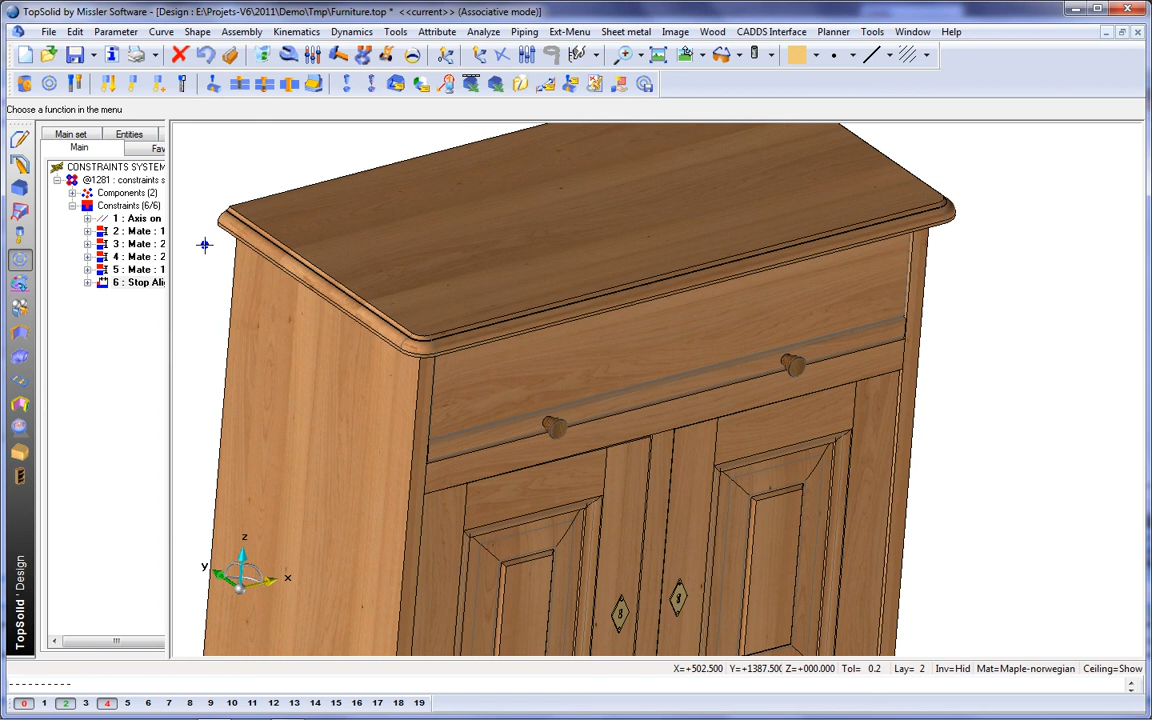 TopSolid by Missler Software - [Design : E:\Projets-V6\2011\Demo\Tmp\Furniture.top * <<current>> (Associative mode)]
File Edit Parameter Curve Shape Assembly Kinematics Dynamics Tools Attribute Analyze Piping Ext-Menu Sheet metal Image Wood CADDS Interface Planner Tools Window Help
Choose a function in the menu
Main set Entities
Main Fav
CONSTRAINTS SYSTEM
@1281 : constraints s
Components (2)
Constraints (6/6)
1 : Axis on
2 : Mate : 1
3 : Mate : 2
4 : Mate : 2
5 : Mate : 1
6 : Stop Ali
TopSolid 'Design
z
y
x
8
8
X=+502.500 Y=+1387.500 Z=+000.000 Tol= 0.2 Lay= 2 Inv=Hid Mat=Maple-norwegian Ceiling=Show
----------
0 1 2 3 4 5 6 7 8 9 10 11 12 13 14 15 16 17 18 19